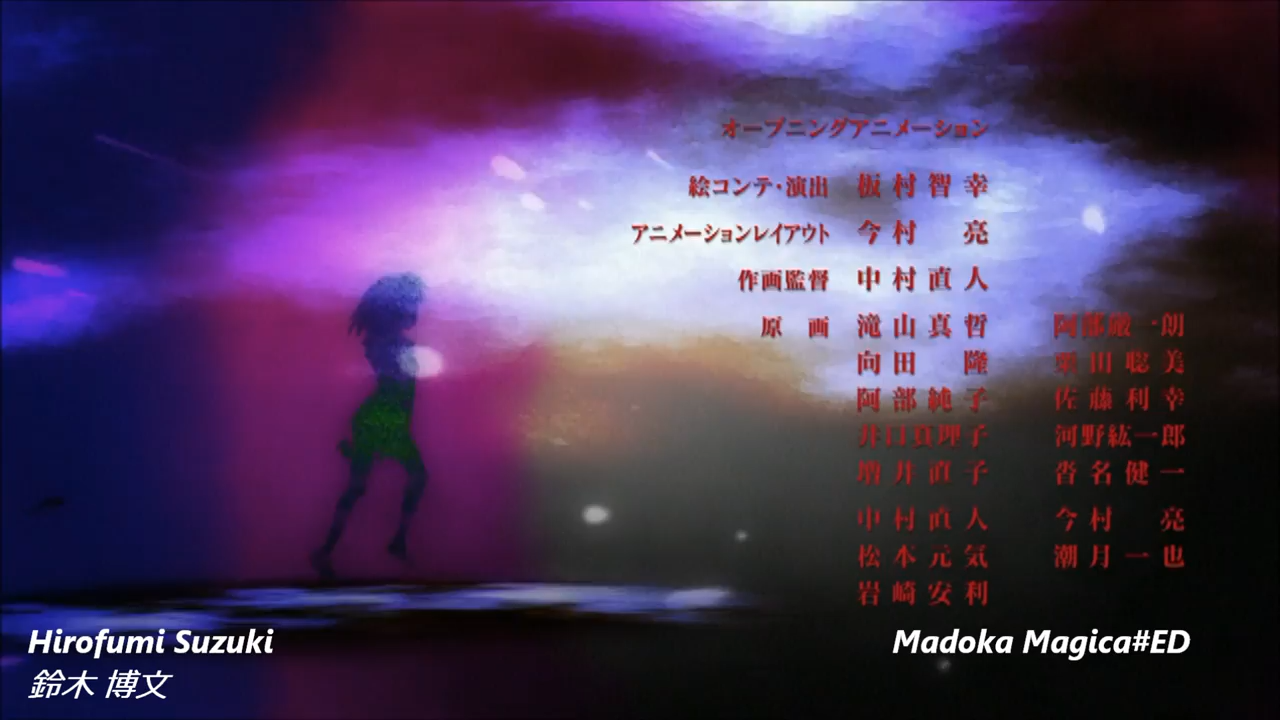 オープニングアニメーション
絵コンテ・演出 板村智幸
アニメーションレイアウト 今村 亮
作画監督 中村直人
原 画 滝山真哲 阿部厳一朗
向田 隆 栗田聡美
阿部純子 佐藤利幸
井口真理子 河野紘一郎
増井直子 沓名健一
中村直人 今村 亮
松本元気 潮月一也
岩崎安利
Hirofumi Suzuki
鈴木 博文
Madoka Magica#ED